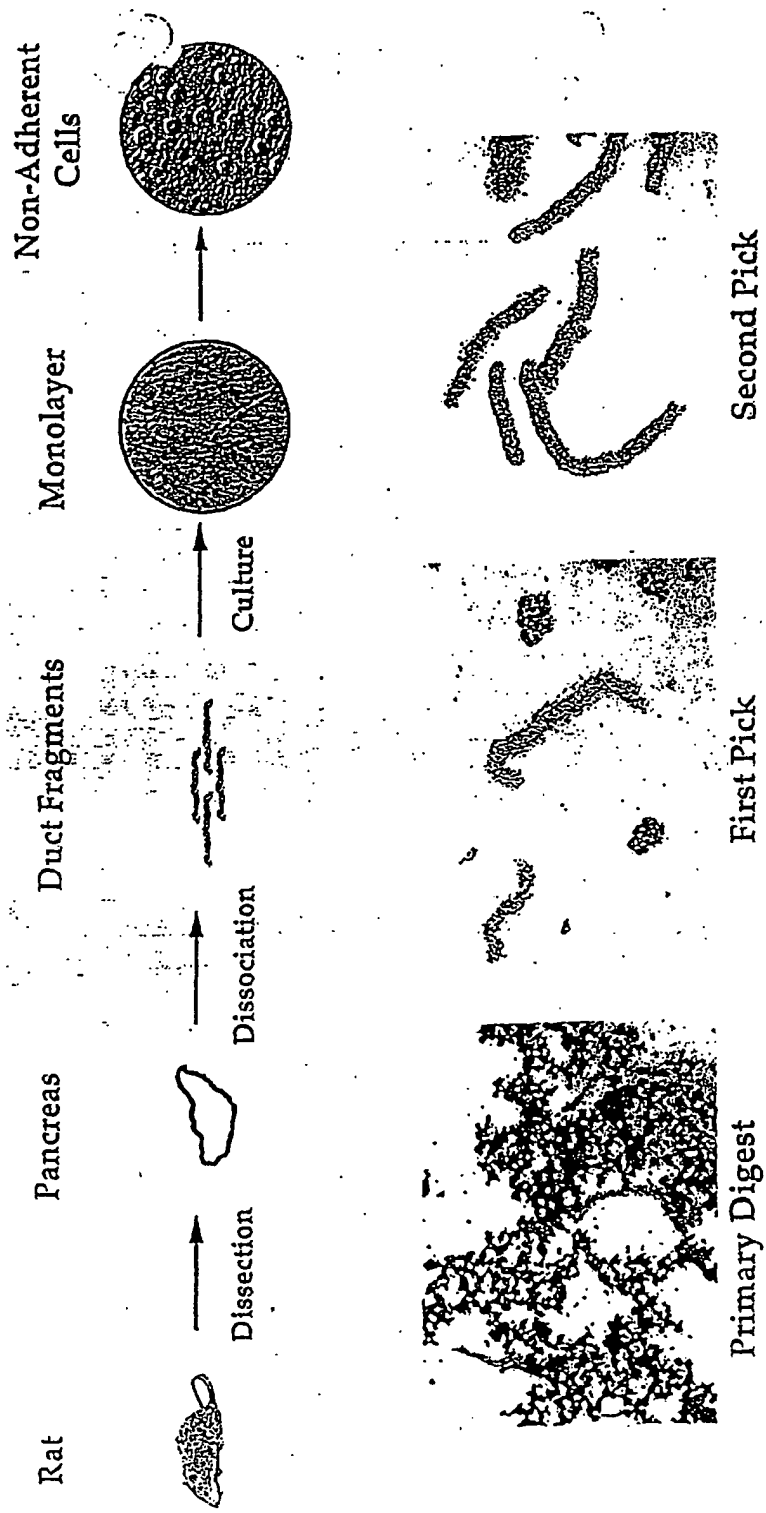 Rat
Pancreas
Duct Fragments
Monolayer
Non-Adherent
Cells
Dissection
Dissociation
Culture
Primary Digest
First Pick
Second Pick